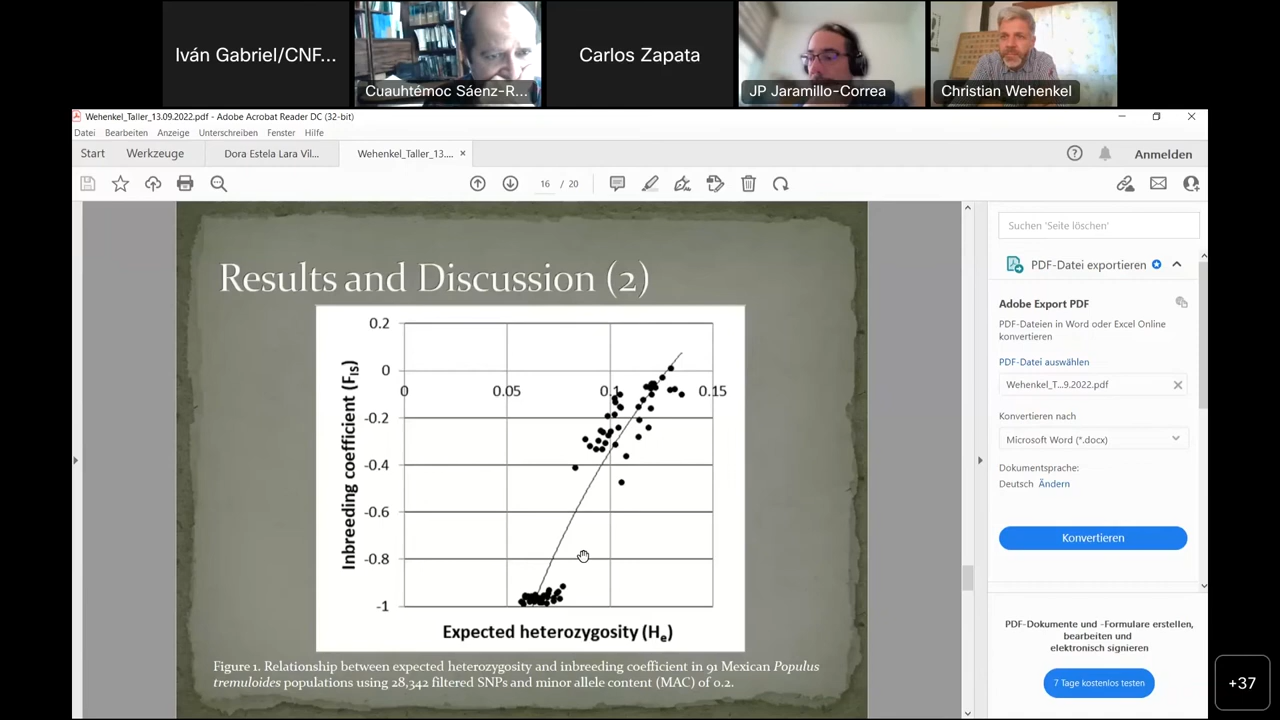 Iván Gabriel/CNF...
Cuauhtémoc Sáenz-R...
Carlos Zapata
JP Jaramillo-Correa
Christian Wehenkel
Wehenkel_Taller_13.09.2022.pdf - Adobe Acrobat Reader DC (32-bit)
Datei Bearbeiten Anzeige Unterschreiben Fenster Hilfe
Start Werkzeuge Dora Estela Lara Vil... Wehenkel_Taller_13.... ×
Anmelden
16 / 20
Suchen 'Seite löschen'
PDF-Datei exportieren
Adobe Export PDF
PDF-Dateien in Word oder Excel Online
konvertieren
PDF-Datei auswählen
Wehenkel_T...9.2022.pdf
Konvertieren nach
Microsoft Word (*.docx)
Dokumentsprache:
Deutsch Ändern
Konvertieren
PDF-Dokumente und -Formulare erstellen,
bearbeiten und
elektronisch signieren
7 Tage kostenlos testen
+37
Results and Discussion (2)
Inbreeding coefficient (FIS)
0.2
0
-0.2
-0.4
-0.6
-0.8
-1
0 0.05 0.1 0.15
Expected heterozygosity (He)
Figure 1. Relationship between expected heterozygosity and inbreeding coefficient in 91 Mexican Populus
tremuloides populations using 28,342 filtered SNPs and minor allele content (MAC) of 0.2.